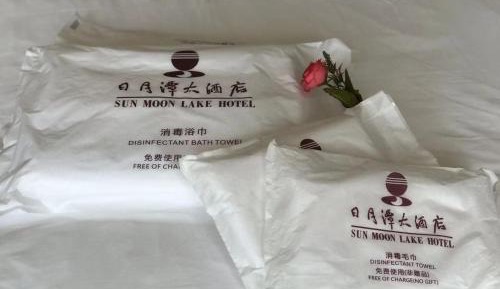 日月潭大酒店
SUN MOON LAKE HOTEL
消毒浴巾
DISINFECTANT BATH TOWEL
免费使用
FREE OF CHARGE
日月潭大酒店
SUN MOON LAKE HOTEL
消毒毛巾
DISINFECTANT TOWEL
免费使用(非赠品)
FREE OF CHARGE(NO GIFT)